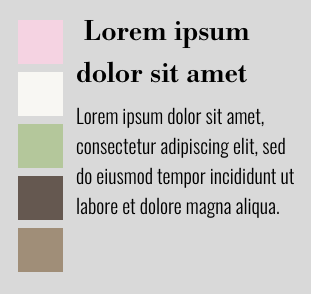 Lorem ipsum
dolor sit amet
Lorem ipsum dolor sit amet,
consectetur adipiscing elit, sed
do eiusmod tempor incididunt ut
labore et dolore magna aliqua.